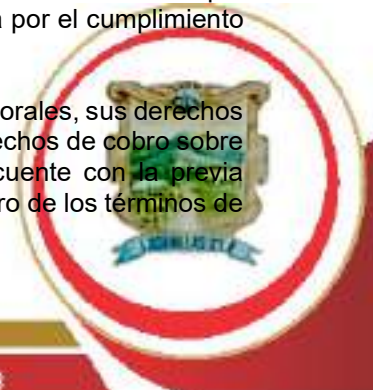 por el cumplimiento
orales, sus derechos
echos de cobro sobre
cuente con la previa
ro de los términos de